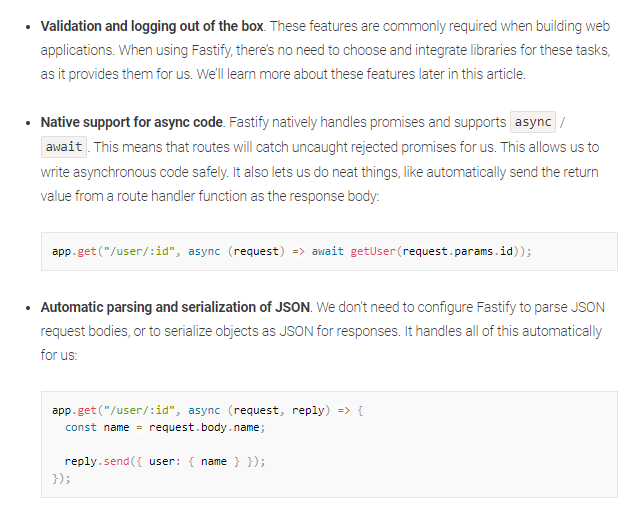 • Validation and logging out of the box. These features are commonly required when building web
applications. When using Fastify, there's no need to choose and integrate libraries for these tasks,
as it provides them for us. We'll learn more about these features later in this article.
• Native support for async code. Fastify natively handles promises and supports async /
await . This means that routes will catch uncaught rejected promises for us. This allows us to
write asynchronous code safely. It also lets us do neat things, like automatically send the return
value from a route handler function as the response body:
app.get("/user/:id", async (request) => await getUser(request.params.id));
• Automatic parsing and serialization of JSON. We don't need to configure Fastify to parse JSON
request bodies, or to serialize objects as JSON for responses. It handles all of this automatically
for us:
app.get("/user/:id", async (request, reply) => {
  const name = request.body.name;
  reply.send({ user: { name } });
});